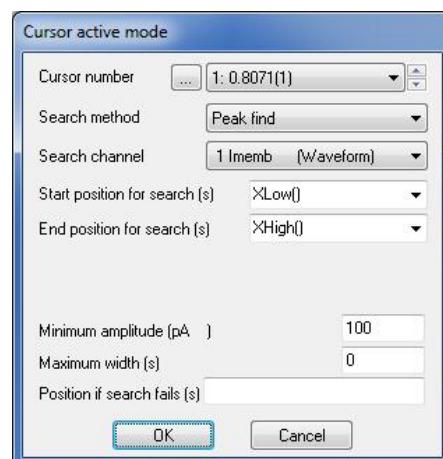 Cursor active mode
Cursor number ... 1: 0.8071(1)
Search method Peak find
Search channel 1 Imemb (Waveform)
Start position for search (s) XLow()
End position for search (s) XHigh()
Minimum amplitude (pA ) 100
Maximum width (s) 0
Position if search fails (s)
OK Cancel